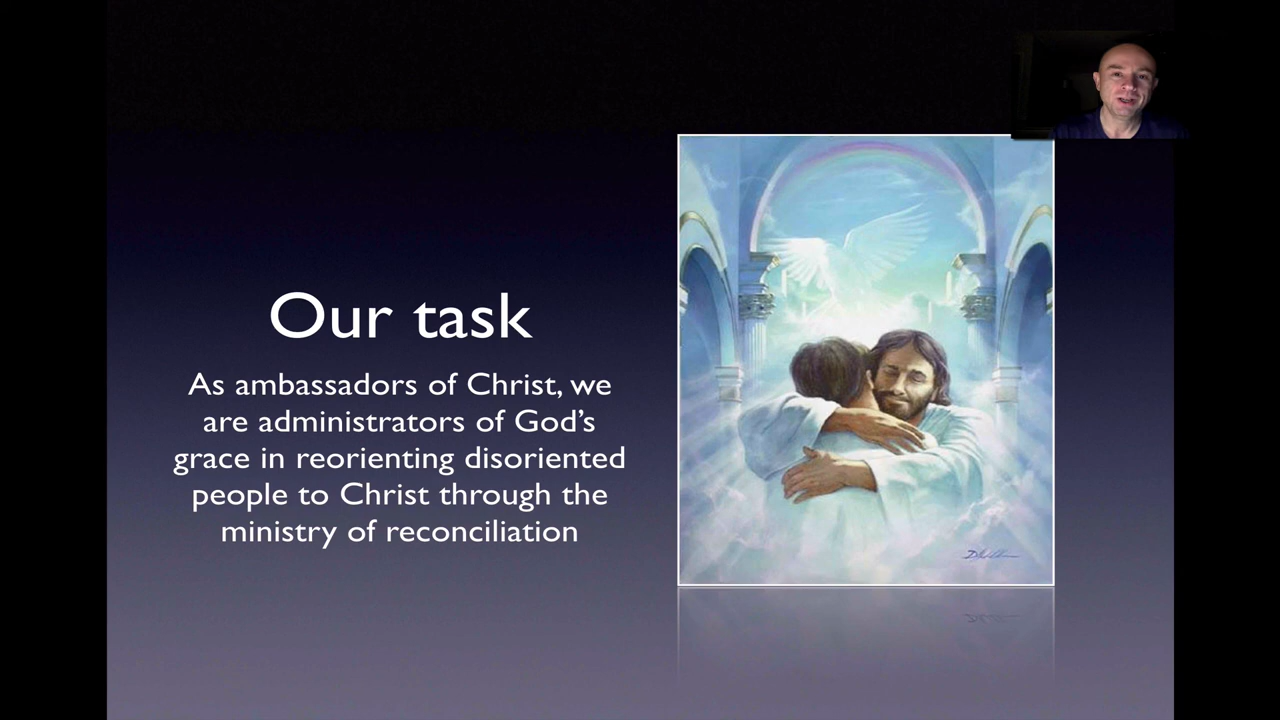 Our task
As ambassadors of Christ, we
are administrators of God’s
grace in reorienting disoriented
people to Christ through the
ministry of reconciliation